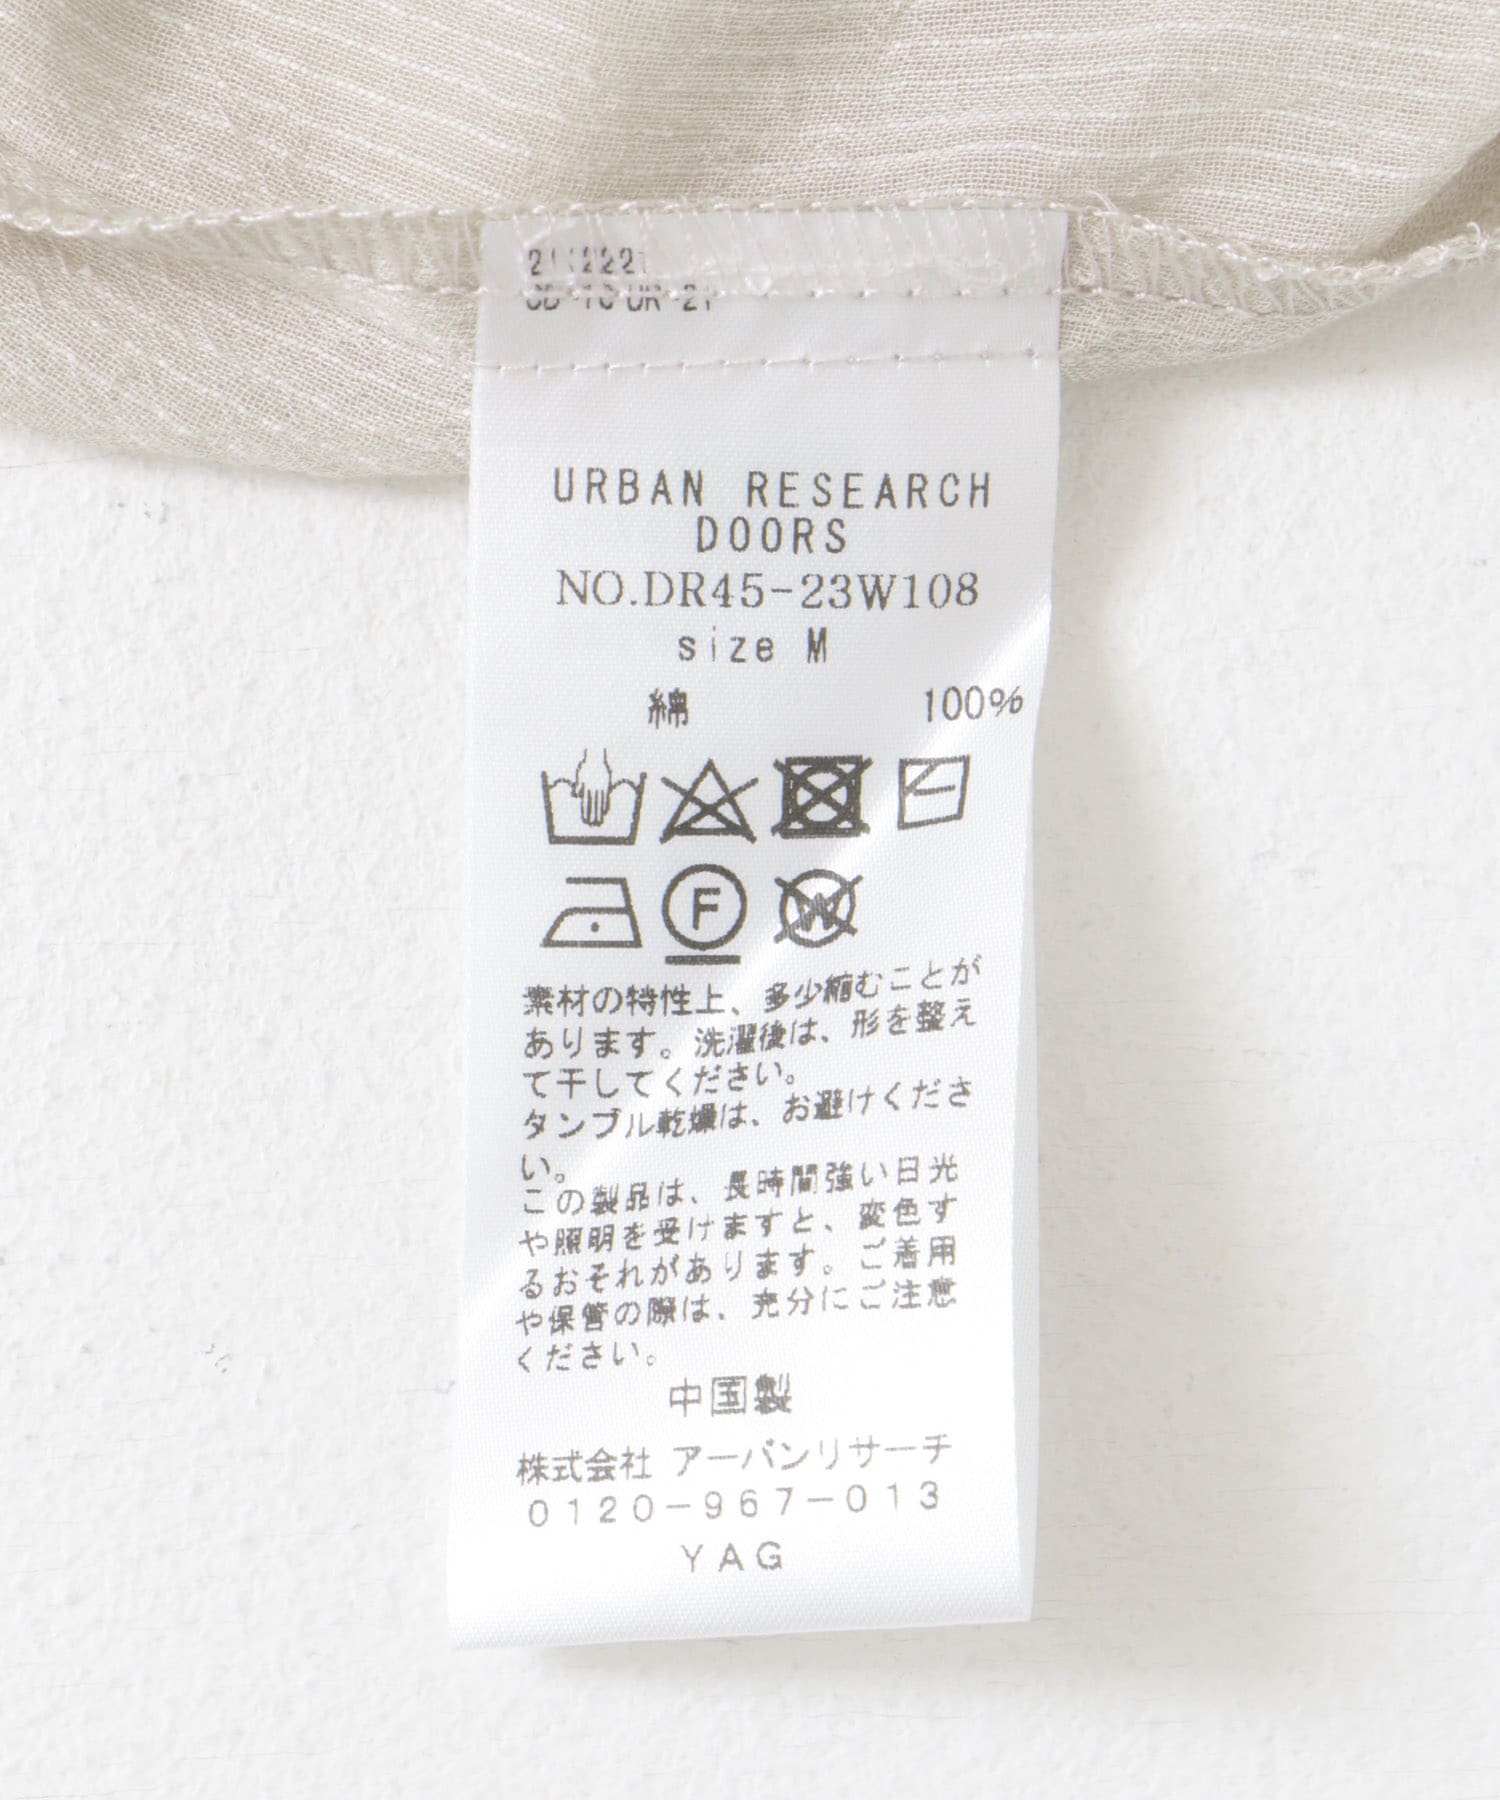 URBAN RESEARCH
DOORS
NO.DR45-23W108
size M
綿 100%
F W
素材の特性上、多少縮むことが
あります。洗濯後は、形を整え
て干してください。
タンブル乾燥は、お避けくださ
い。
この製品は、長時間強い日光
や照明を受けますと、変色す
るおそれがあります。ご着用
や保管の際は、充分にご注意
ください。
中国製
株式会社 アーバンリサーチ
0120-967-013
YAG